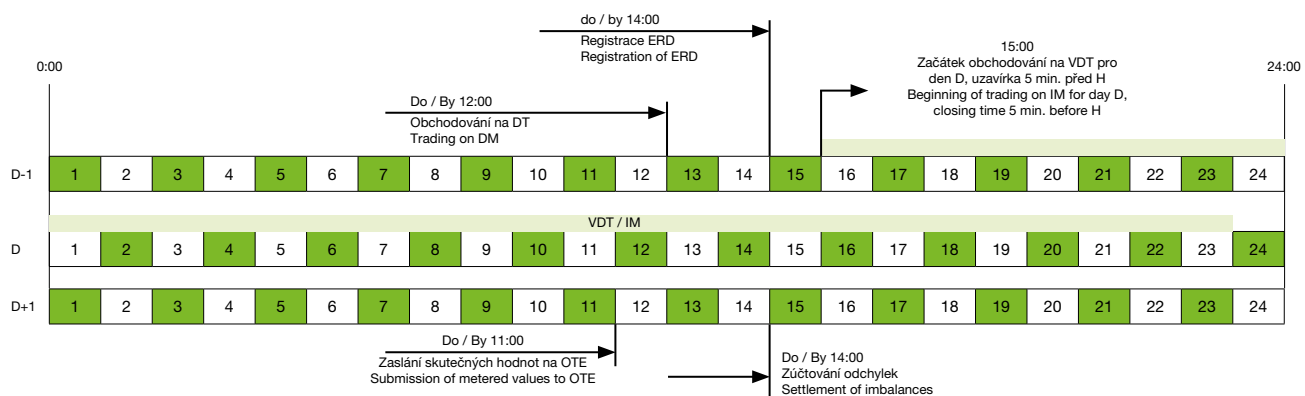 do / by 14:00
Registrace ERD
Registration of ERD
15:00
Začátek obchodování na VDT pro
den D, uzavírka 5 min. před H
Beginning of trading on IM for day D,
closing time 5 min. before H
0:00
24:00
Do / By 12:00
Obchodování na DT
Trading on DM
D-1 1 2 3 4 5 6 7 8 9 10 11 12 13 14 15 16 17 18 19 20 21 22 23 24
VDT / IM
D 1 2 3 4 5 6 7 8 9 10 11 12 13 14 15 16 17 18 19 20 21 22 23 24
D+1 1 2 3 4 5 6 7 8 9 10 11 12 13 14 15 16 17 18 19 20 21 22 23 24
Do / By 11:00
Zaslání skutečných hodnot na OTE
Submission of metered values to OTE
Do / By 14:00
Zúčtování odchylek
Settlement of imbalances